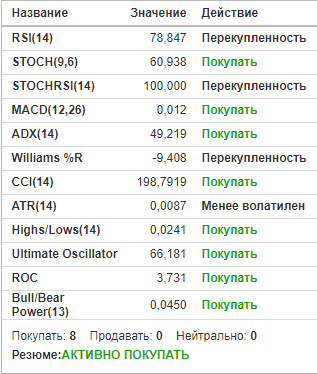 Название Значение Действие
RSI(14) 78,847 Перекупленность
STOCH(9,6) 60,938 Покупать
STOCHRSI(14) 100,000 Перекупленность
MACD(12,26) 0,012 Покупать
ADX(14) 49,219 Покупать
Williams %R -9,408 Перекупленность
CCI(14) 198,7919 Покупать
ATR(14) 0,0087 Менее волатилен
Highs/Lows(14) 0,0241 Покупать
Ultimate Oscillator 66,181 Покупать
ROC 3,731 Покупать
Bull/Bear
Power(13) 0,0450 Покупать
Покупать: 8 Продавать: 0 Нейтрально: 0
Резюме:АКТИВНО ПОКУПАТЬ